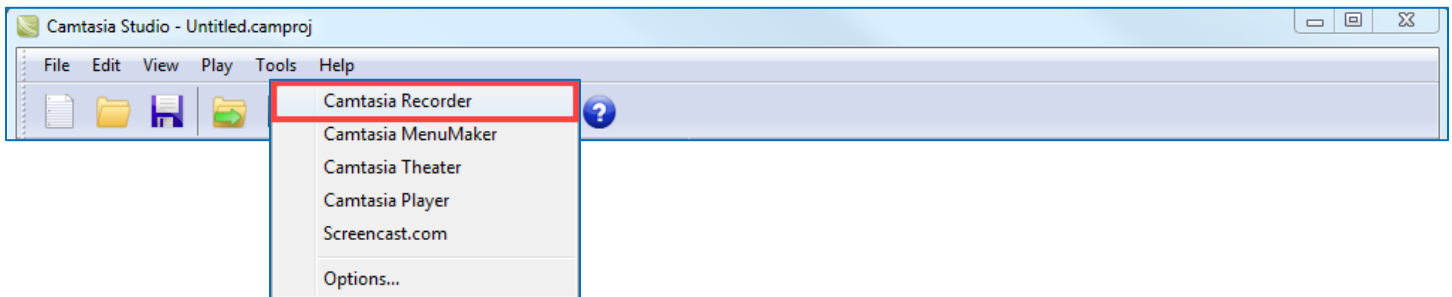 Camtasia Studio - Untitled.camproj
File Edit View Play Tools Help
Camtasia Recorder
?
Camtasia MenuMaker
Camtasia Theater
Camtasia Player
Screencast.com
Options...